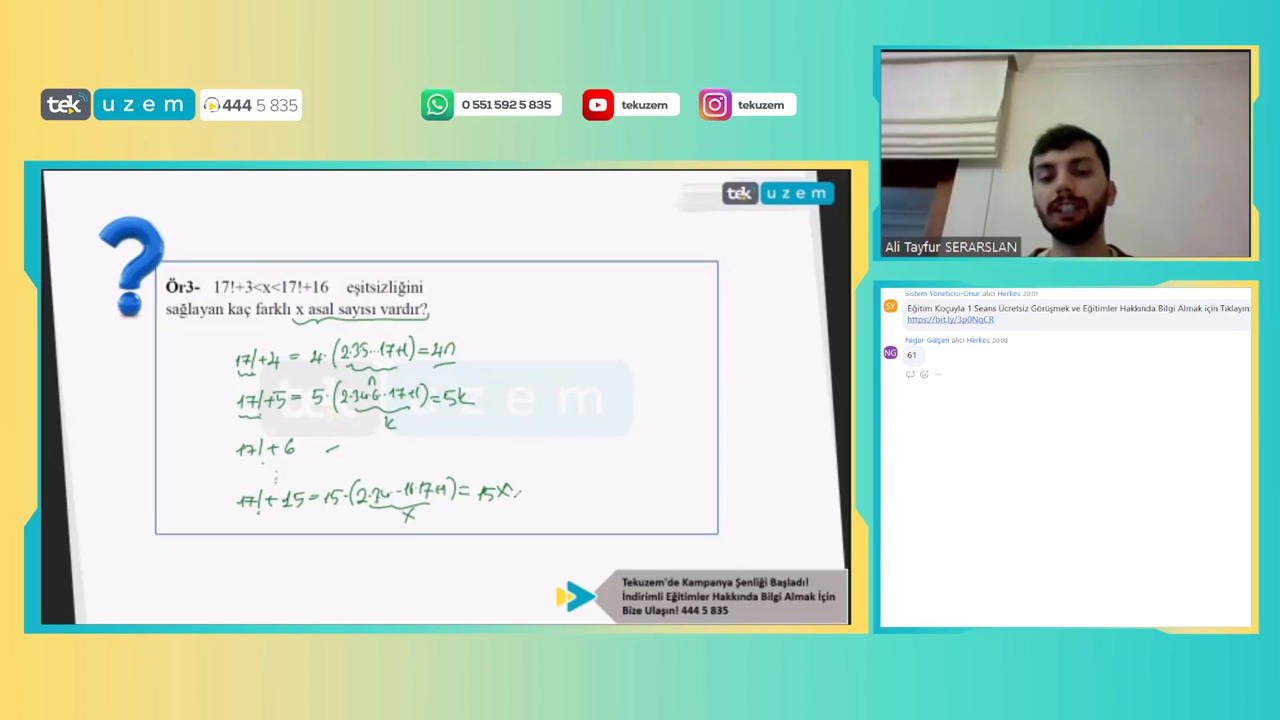 tek uzem 444 5 835
0 551 592 5 835
tekuzem
tekuzem
tek uzem
Ör3- 17!+3<x<17!+16 eşitsizliğini
sağlayan kaç farklı x asal sayısı vardır?
17!+4 = 4·(2·3·5...17+1)=4n
n
17!+5 = 5·(2·3·4·6·17+1)=5k
k
17!+6
17!+15=15·(2·3·4··17+1)=15x
x
tek uzem
Tekuzem'de Kampanya Şenliği Başladı!
İndirimli Eğitimler Hakkında Bilgi Almak İçin
Bize Ulaşın! 444 5 835
Ali Tayfur SERARSLAN
Sistem Yöneticisi-Onur alıcı Herkes 20:01
SY
Eğitim Koçuyla 1 Seans Ücretsiz Görüşmek ve Eğitimler Hakkında Bilgi Almak için Tıklayın:
https://bit.ly/3p0NqCR
Nigar Gülşen alıcı Herkes 20:08
NG
61